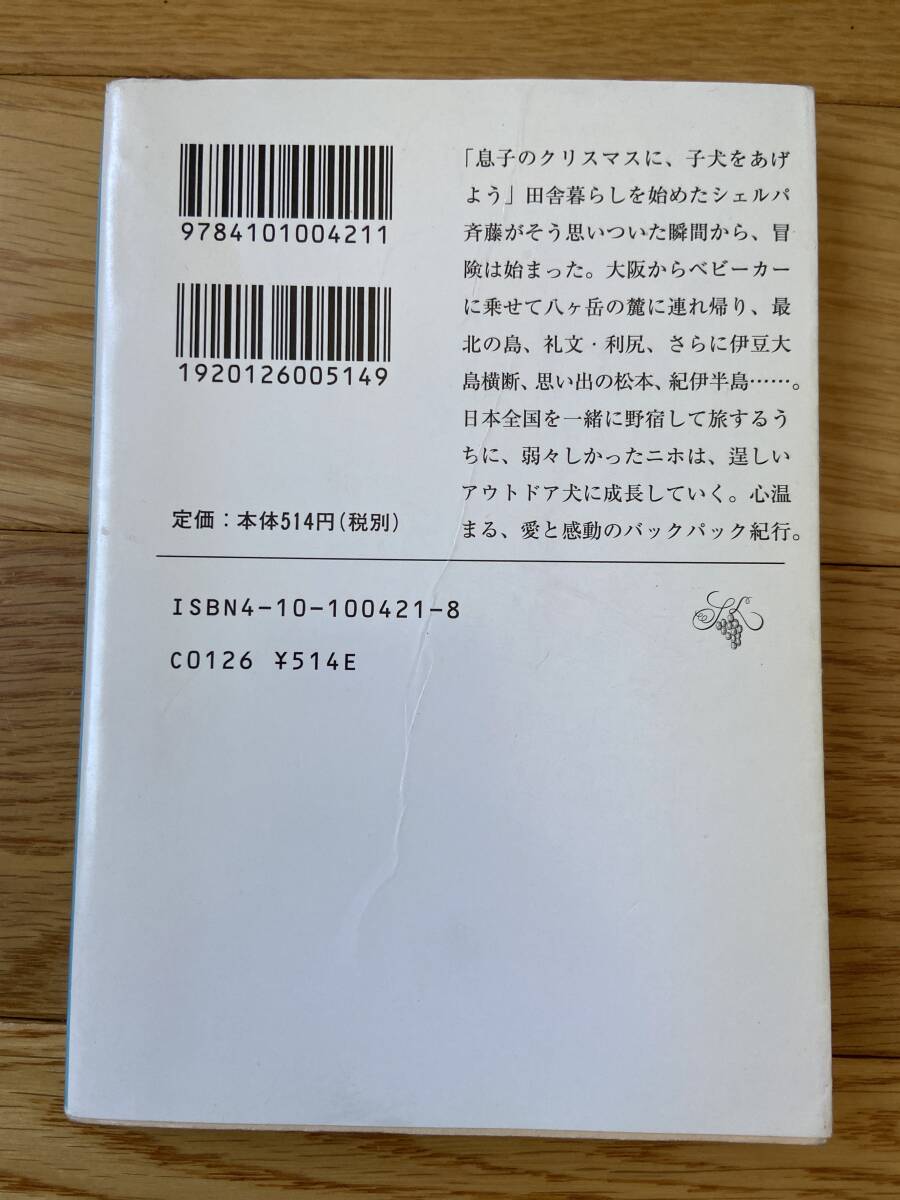 9784101004211
1920126005149
定価：本体514円(税別)
「息子のクリスマスに、子犬をあげ
よう」田舎暮らしを始めたシェルパ
斉藤がそう思いついた瞬間から、冒
険は始まった。大阪からベビーカー
に乗せて八ヶ岳の麓に連れ帰り、最
北の島、礼文・利尻、さらに伊豆大
島横断、思い出の松本、紀伊半島……。
日本全国を一緒に野宿して旅するう
ちに、弱々しかったニホは、逞しい
アウトドア犬に成長していく。心温
まる、愛と感動のバックパック紀行。
ISBN4-10-100421-8
C0126 ¥514E